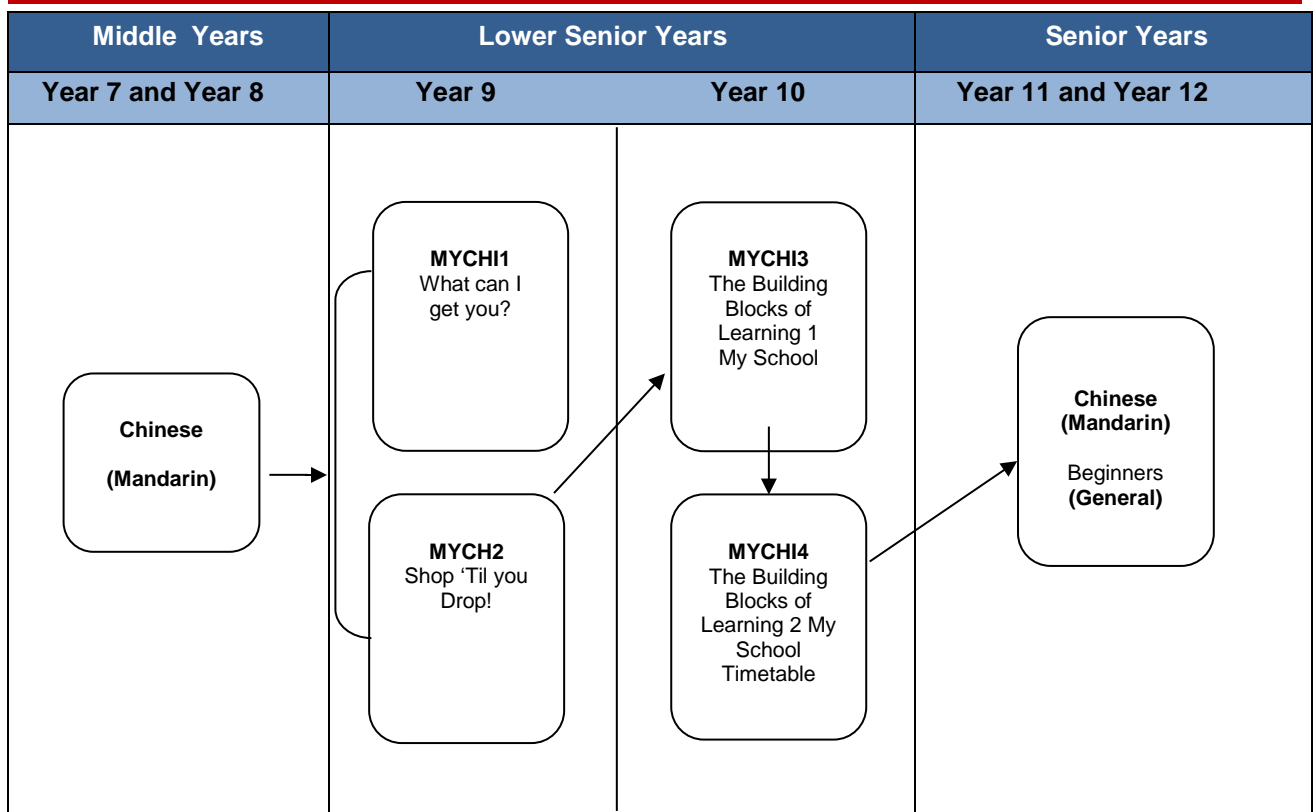 Middle Years
Lower Senior Years
Senior Years
Year 7 and Year 8
Year 9
Year 10
Year 11 and Year 12
Chinese
(Mandarin)
MYCHI1
What can I
get you?
MYCH2
Shop ‘Til you
Drop!
MYCHI3
The Building
Blocks of
Learning 1
My School
MYCHI4
The Building
Blocks of
Learning 2 My
School
Timetable
Chinese
(Mandarin)
Beginners
(General)